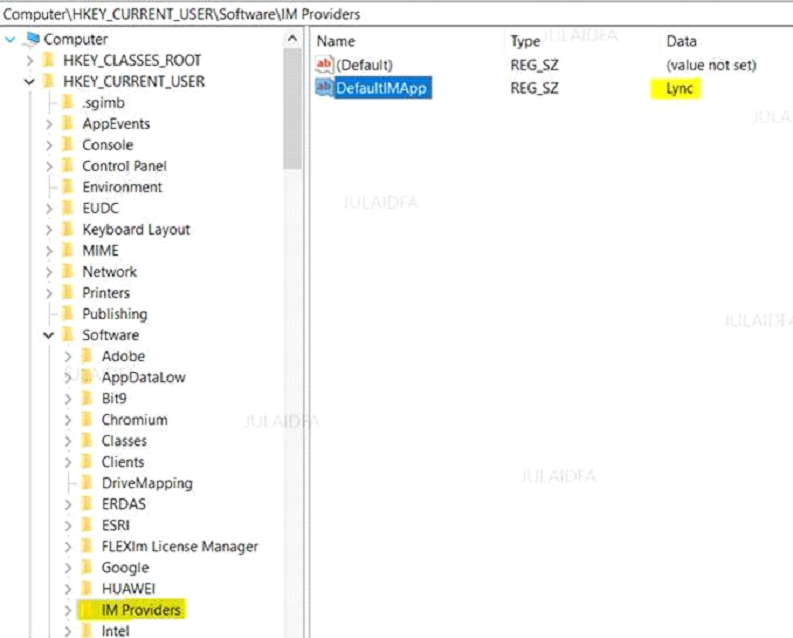 Computer\HKEY_CURRENT_USER\Software\IM Providers
Computer
HKEY_CLASSES_ROOT
HKEY_CURRENT_USER
.sgimb
AppEvents
Console
Control Panel
Environment
EUDC
Keyboard Layout
MIME
Network
Printers
Publishing
Software
Adobe
AppDataLow
Bit9
Chromium
Classes
Clients
DriveMapping
ERDAS
ESRI
FLEXlm License Manager
Google
HUAWEI
IM Providers
Intel
Name Type Data
ab (Default) REG_SZ (value not set)
ab DefaultIMApp REG_SZ Lync
JULAIDFA
JULA
JULAIDFA
JULAIDFA
JULAIDFA
JULAIDFA